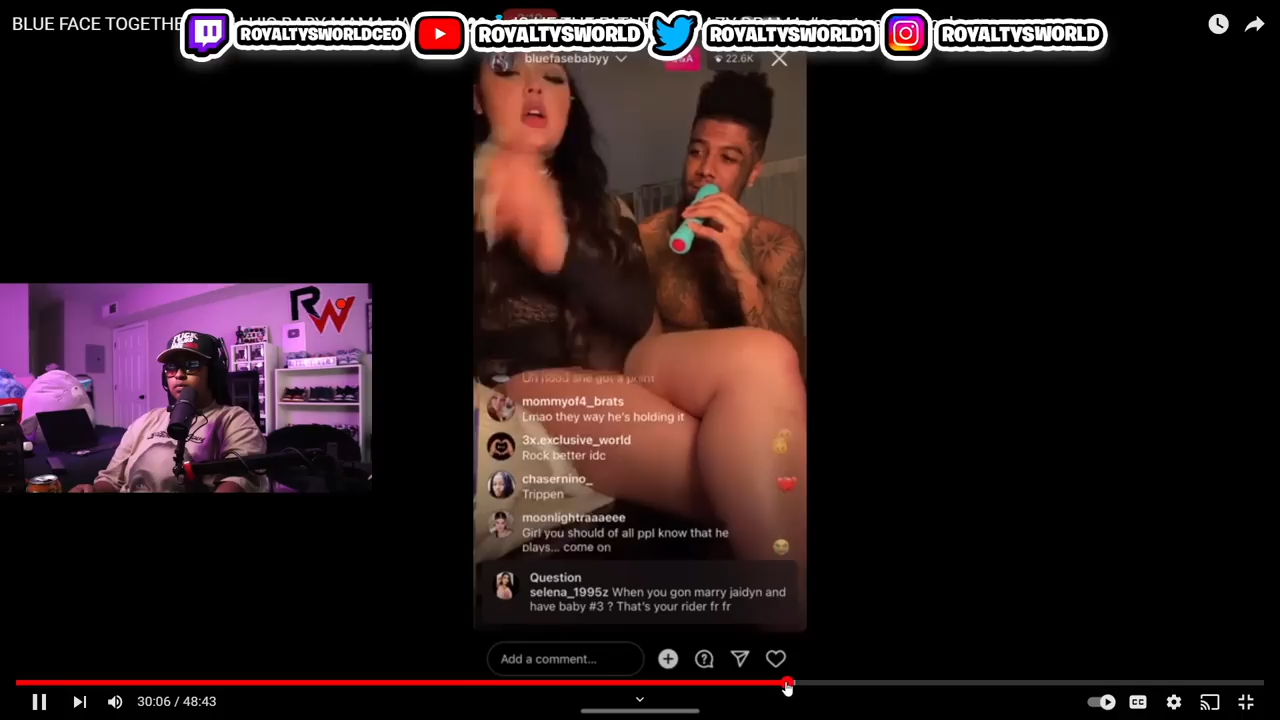 BLUE FACE TOGETHE
ROYALTYSWORLDCEO
ROYALTYSWORLD
ROYALTYSWORLD1
ROYALTYSWORLD
bluefasebabyy
22.6K
RW
mommyof4_brats
Lmao they way he's holding it
3x.exclusive_world
Rock better idc
chasernino_
Trippen
moonlightraaaeee
Girl you should of all ppl know that he
plays... come on
Question
selena_1995z When you gon marry jaidyn and
have baby #3 ? That's your rider fr fr
Add a comment...
30:06 / 48:43
CC